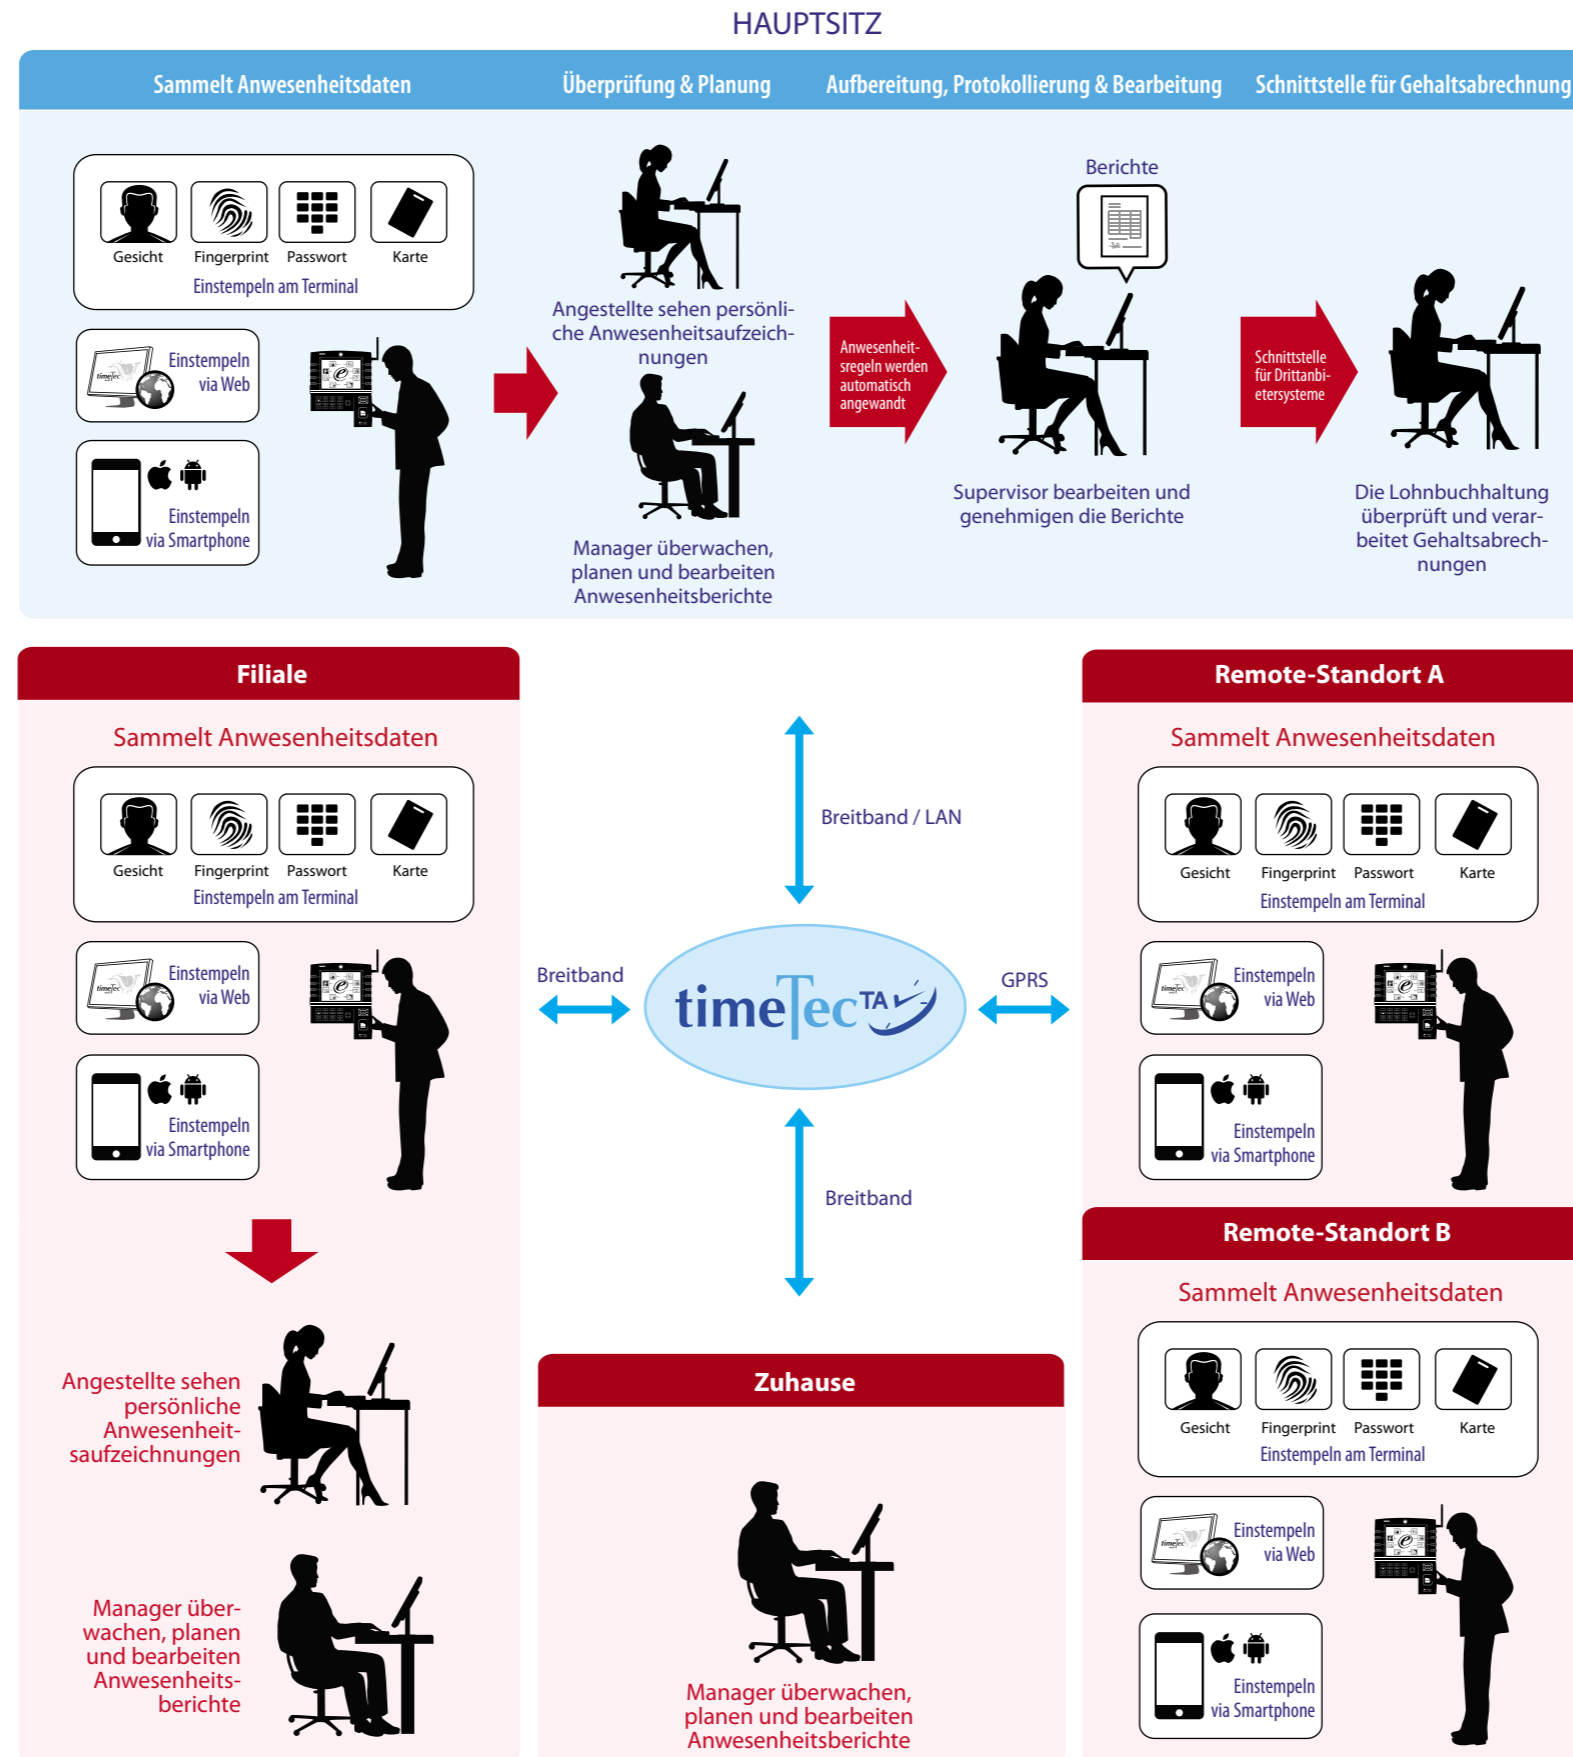 HAUPTSITZ
Sammelt Anwesenheitsdaten
Überprüfung & Planung
Aufbereitung, Protokollierung & Bearbeitung
Schnittstelle für Gehaltsabrechnung
Gesicht
Fingerprint
Passwort
Karte
Einstempeln am Terminal
timeTec
Einstempeln
via Web
Einstempeln
via Smartphone
Angestellte sehen persönli-
che Anwesenheitsaufzeich-
nungen
Manager überwachen,
planen und bearbeiten
Anwesenheitsberichte
Anwesenheit-
sregeln werden
automatisch
angewandt
Berichte
Supervisor bearbeiten und
genehmigen die Berichte
Schnittstelle
für Drittanbi-
etersysteme
Die Lohnbuchhaltung
überprüft und verar-
beitet Gehaltsabrech-
nungen
Filiale
Sammelt Anwesenheitsdaten
Gesicht
Fingerprint
Passwort
Karte
Einstempeln am Terminal
timeTec
Einstempeln
via Web
Einstempeln
via Smartphone
Angestellte sehen
persönliche
Anwesenheit-
saufzeichnungen
Manager über-
wachen, planen
und bearbeiten
Anwesenheits-
berichte
Breitband / LAN
Breitband
timeTec TA
GPRS
Breitband
Zuhause
Manager überwachen,
planen und bearbeiten
Anwesenheitsberichte
Remote-Standort A
Sammelt Anwesenheitsdaten
Gesicht
Fingerprint
Passwort
Karte
Einstempeln am Terminal
timeTec
Einstempeln
via Web
Einstempeln
via Smartphone
Remote-Standort B
Sammelt Anwesenheitsdaten
Gesicht
Fingerprint
Passwort
Karte
Einstempeln am Terminal
timeTec
Einstempeln
via Web
Einstempeln
via Smartphone